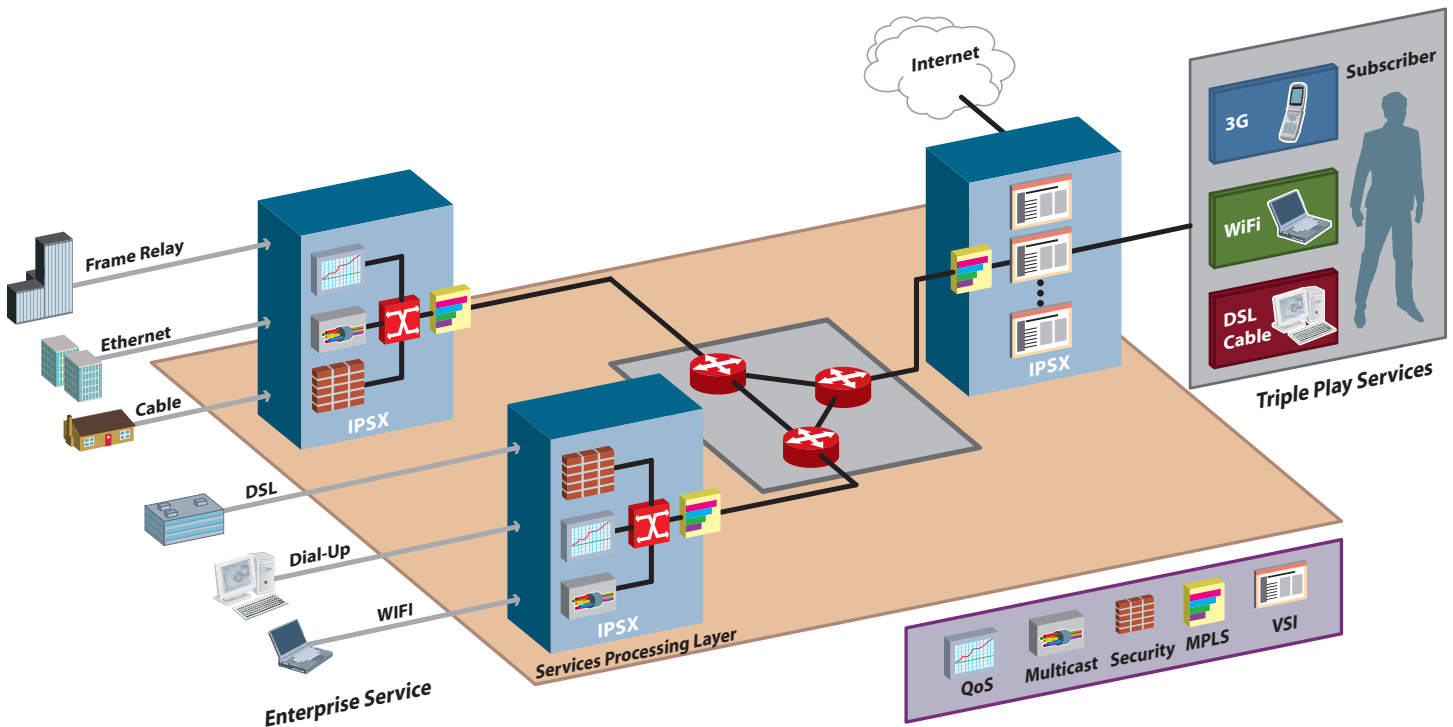 Internet
Subscriber
3G
WiFi
DSL
Cable
Triple Play Services
IPSX
Frame Relay
Ethernet
Cable
IPSX
DSL
Dial-Up
WIFI
IPSX
Services Processing Layer
Enterprise Service
QoS
Multicast
Security
MPLS
VSI